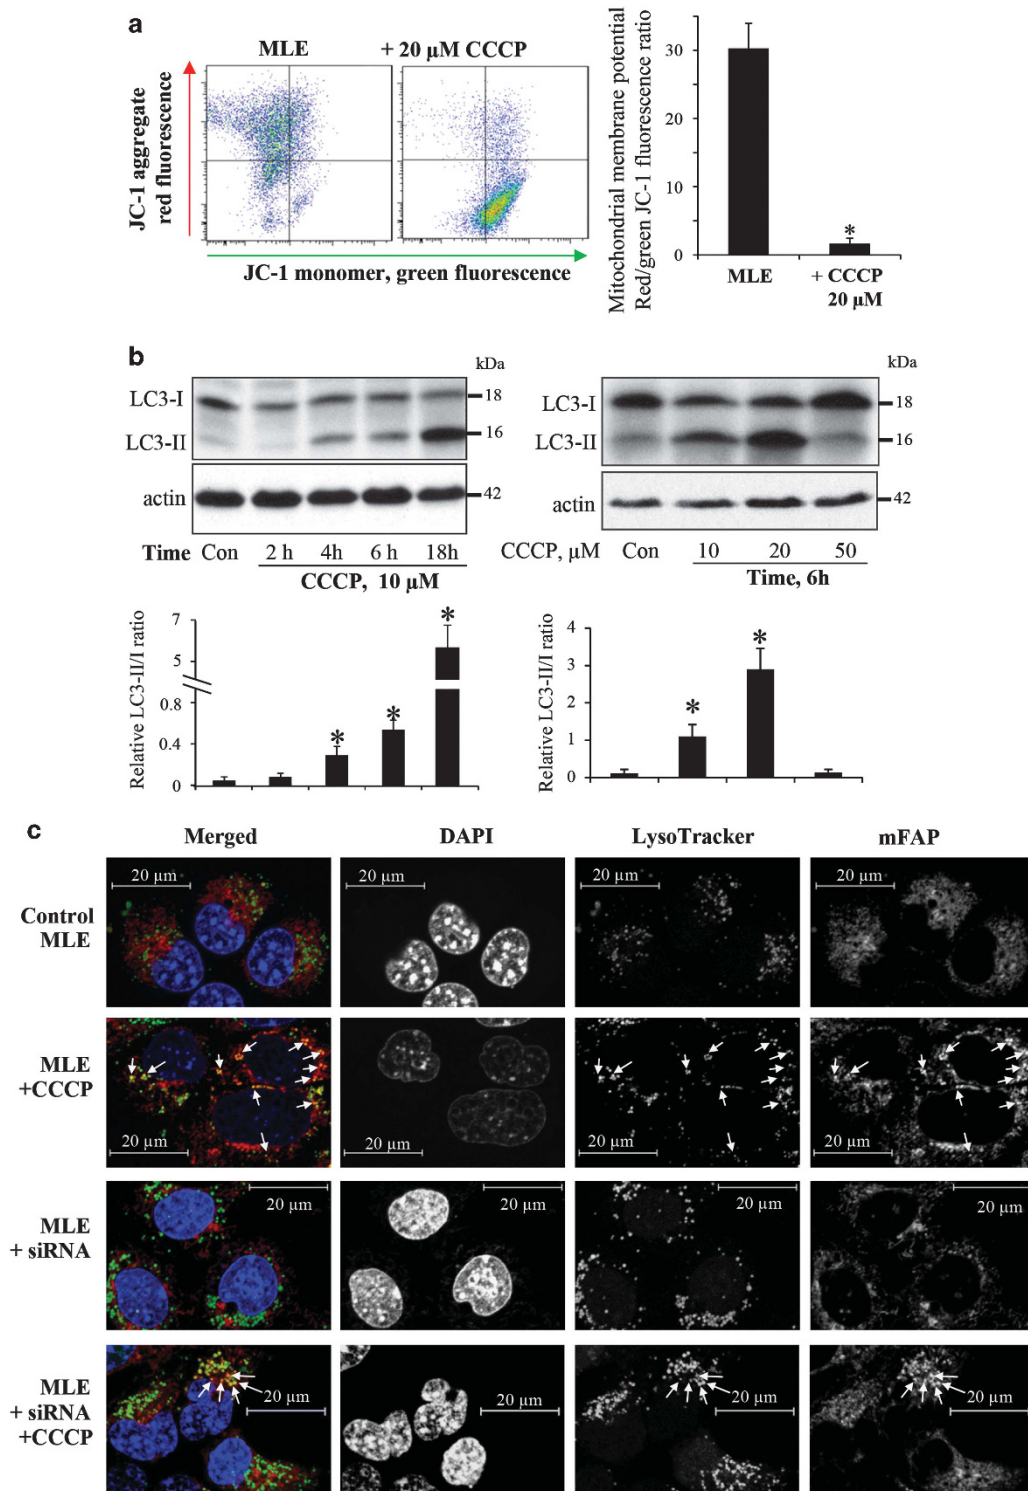 a
MLE
+ 20 µM CCCP
JC-1 aggregate
red fluorescence
JC-1 monomer, green fluorescence
Mitochondrial membrane potential
Red/green JC-1 fluorescence ratio
30
20
10
0
*
MLE
+ CCCP
20 µM
b
kDa
LC3-I
18
LC3-II
16
actin
42
Time Con 2 h 4h 6 h 18h
CCCP, 10 µM
kDa
LC3-I
18
LC3-II
16
actin
42
CCCP, µM Con 10 20 50
Time, 6h
Relative LC3-II/I ratio
7
5
0.8
0.4
0
* * *
Relative LC3-II/I ratio
4
3
2
1
0
* *
c
Merged DAPI LysoTracker mFAP
Control
MLE
20 µm 20 µm 20 µm 20 µm
MLE
+CCCP
20 µm 20 µm 20 µm 20 µm
MLE
+ siRNA
20 µm 20 µm 20 µm 20 µm
MLE
+ siRNA
+CCCP
20 µm 20 µm 20 µm 20 µm